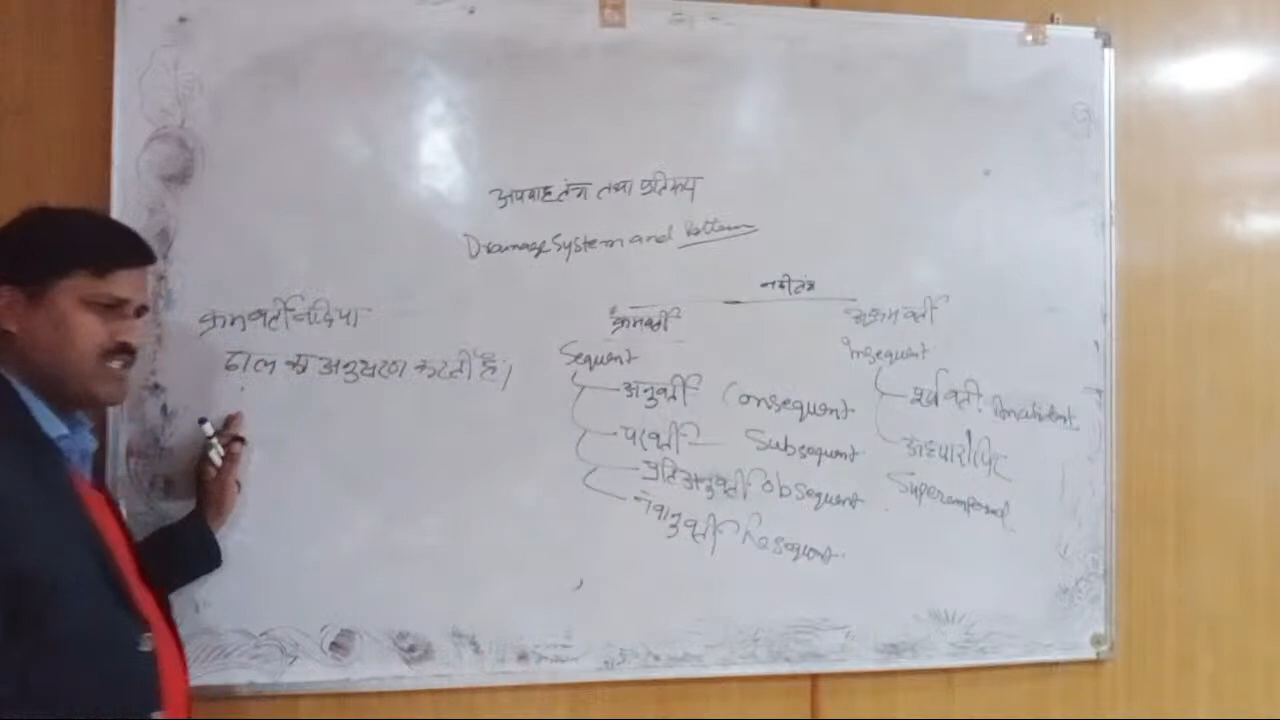 अपवाह तंत्र तथा प्रतिरूप
Drainage System and Pattern
नदीतंत्र
क्रमवर्ती नदिया
ढाल का अनुसरण करती है।
क्रमवर्ती
अक्रमवर्ती
Sequent
Insequent
अनुवर्ती Consequent
पूर्ववर्ती
परवर्ती Subsequent
अध्यारोपित
प्रतिअनुवर्ती Obsequent
Superimposed
नवानुवर्ती Resequent